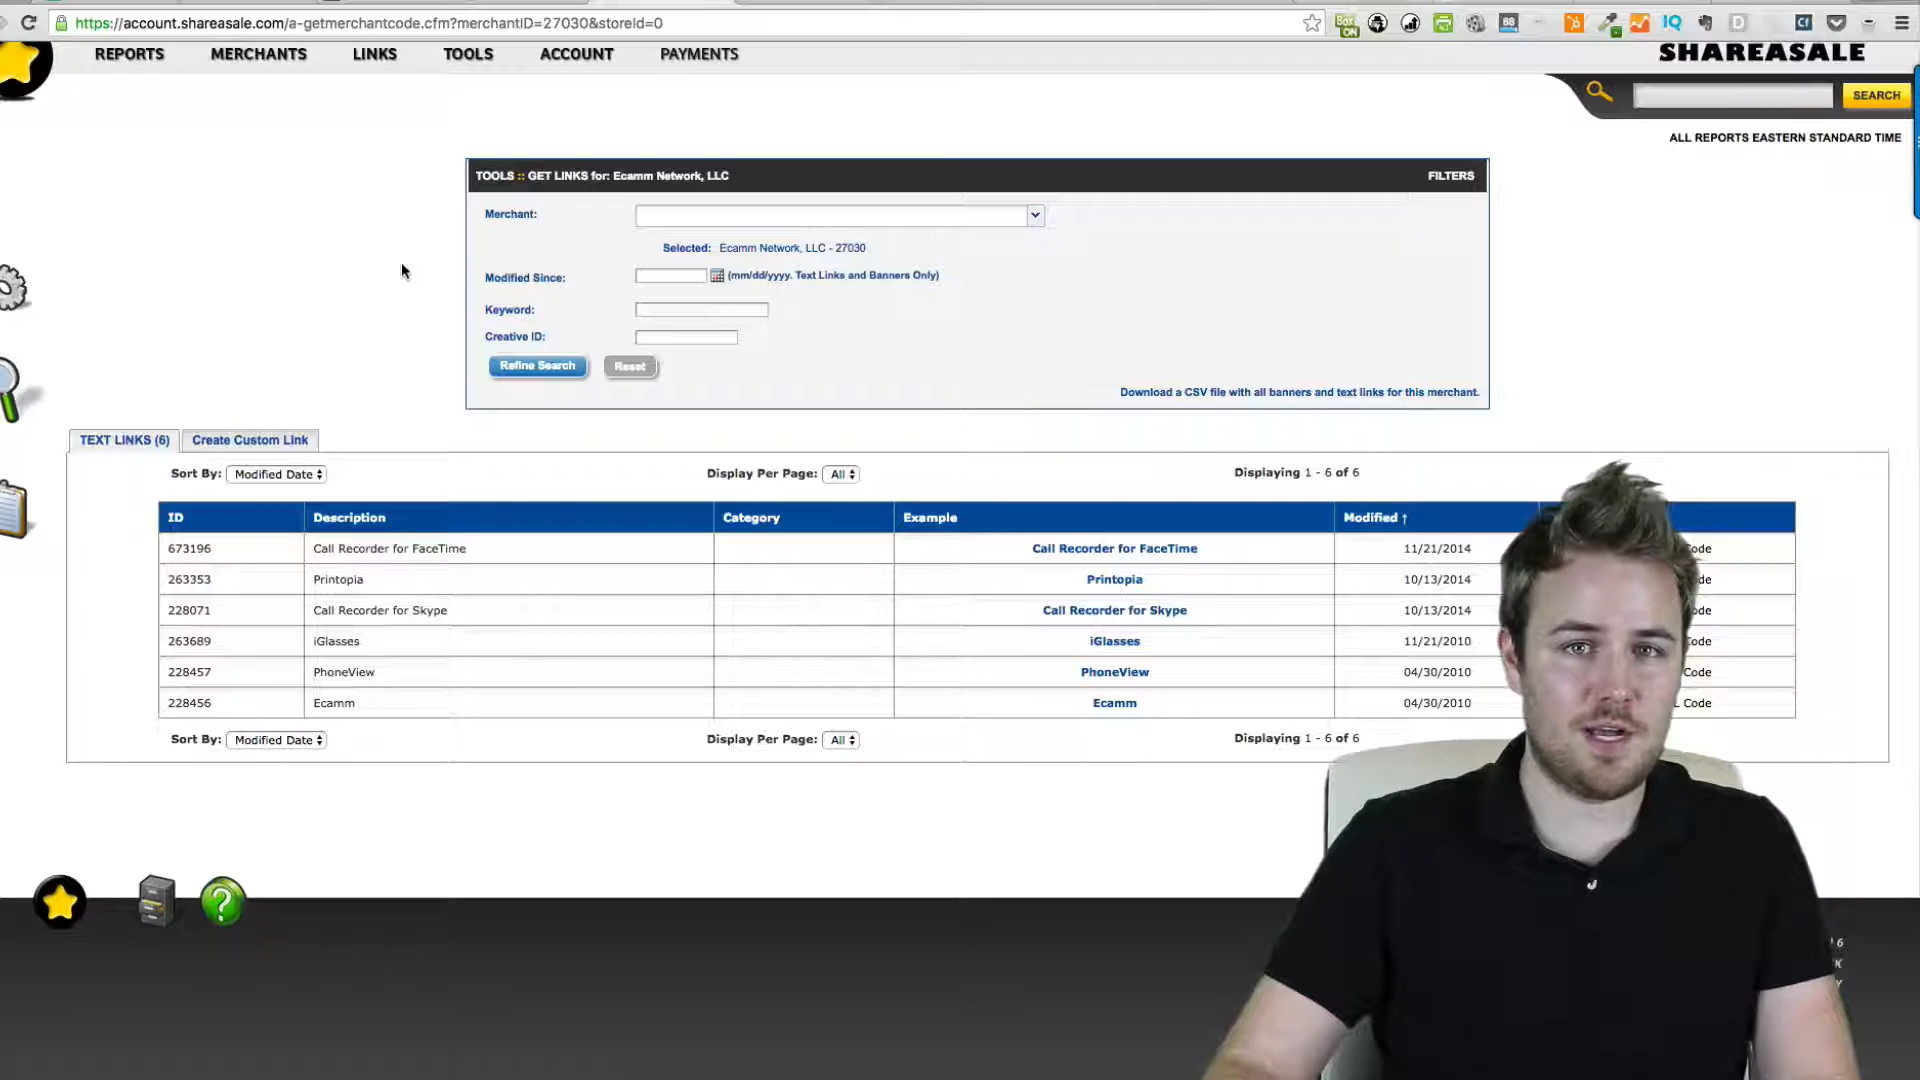 https://account.shareasale.com/a-getmerchantcode.cfm?merchantID=27030&storeId=0
REPORTS MERCHANTS LINKS TOOLS ACCOUNT PAYMENTS SHAREASALE
SEARCH
ALL REPORTS EASTERN STANDARD TIME
TOOLS :: GET LINKS for: Ecamm Network, LLC FILTERS
Merchant:
Selected: Ecamm Network, LLC - 27030
Modified Since: (mm/dd/yyyy. Text Links and Banners Only)
Keyword:
Creative ID:
Refine Search Reset
Download a CSV file with all banners and text links for this merchant.
TEXT LINKS (6) Create Custom Link
Sort By: Modified Date Display Per Page: All Displaying 1 - 6 of 6
ID Description Category Example Modified ↑
673196 Call Recorder for FaceTime Call Recorder for FaceTime 11/21/2014 Code
263353 Printopia Printopia 10/13/2014 ode
228071 Call Recorder for Skype Call Recorder for Skype 10/13/2014 ode
263689 iGlasses iGlasses 11/21/2010 Code
228457 PhoneView PhoneView 04/30/2010 Code
228456 Ecamm Ecamm 04/30/2010 L Code
Sort By: Modified Date Display Per Page: All Displaying 1 - 6 of 6